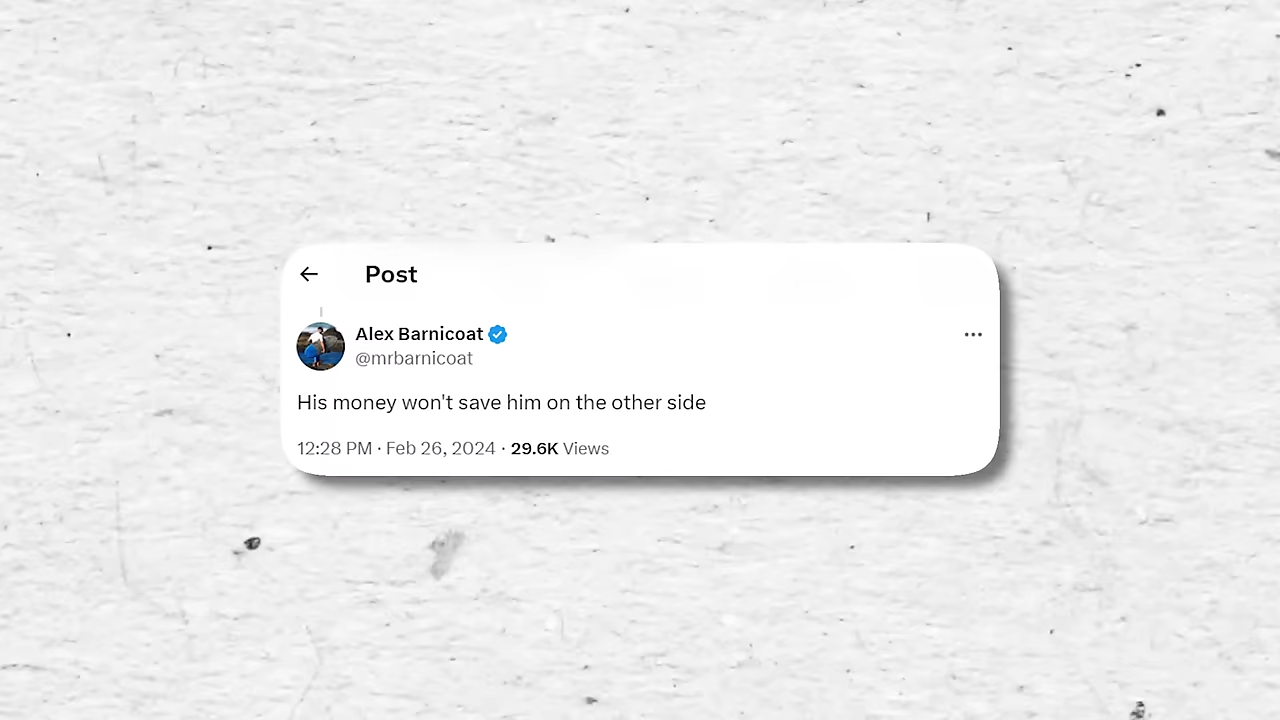 Post
Alex Barnicoat
@mrbarnicoat
His money won't save him on the other side
12:28 PM · Feb 26, 2024 · 29.6K Views